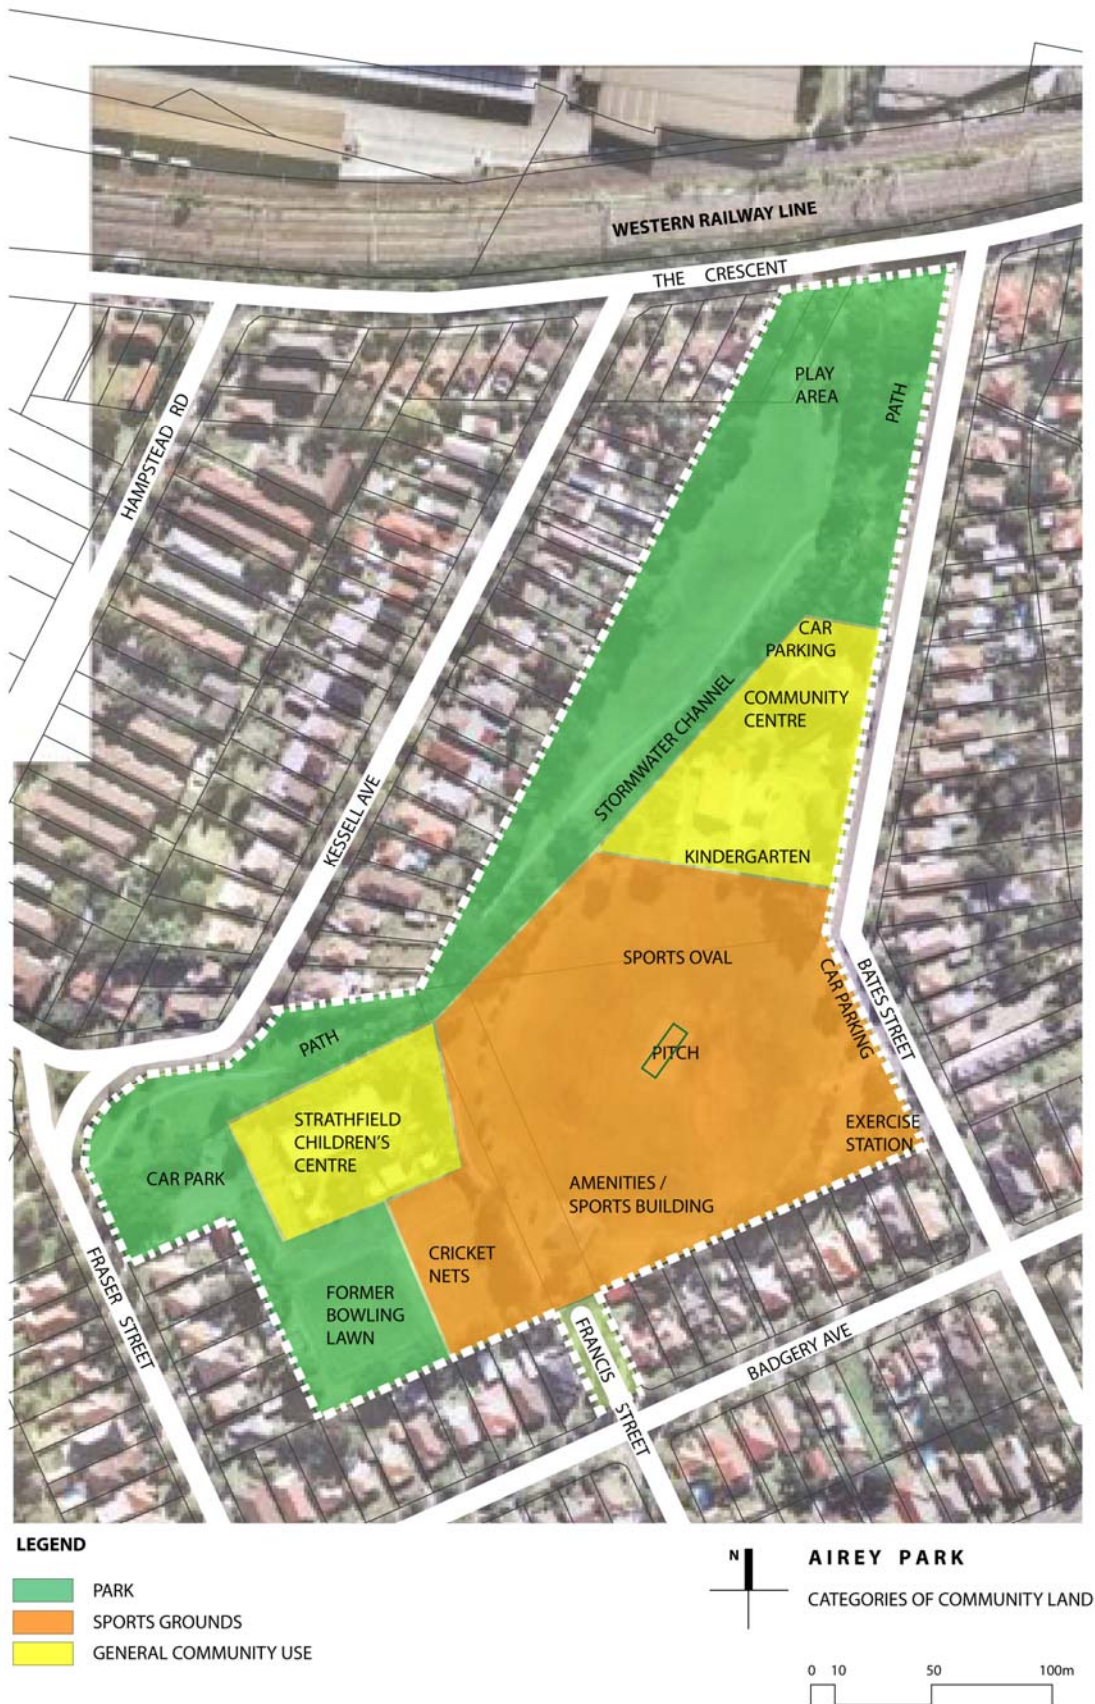 WESTERN RAILWAY LINE
THE CRESCENT
PLAY
AREA
PATH
HAMPSTEAD RD
CAR
PARKING
COMMUNITY
CENTRE
STORMWATER CHANNEL
KESSELL AVE
KINDERGARTEN
SPORTS OVAL
CAR PARKING
BATES STREET
PATH
PITCH
STRATHFIELD
CHILDREN'S
CENTRE
EXERCISE
STATION
CAR PARK
AMENITIES /
SPORTS BUILDING
CRICKET
NETS
FORMER
BOWLING
LAWN
FRASER STREET
FRANCIS STREET
BADGERY AVE
LEGEND
PARK
SPORTS GROUNDS
GENERAL COMMUNITY USE
N
AIREY PARK
CATEGORIES OF COMMUNITY LAND
0 10 50 100m